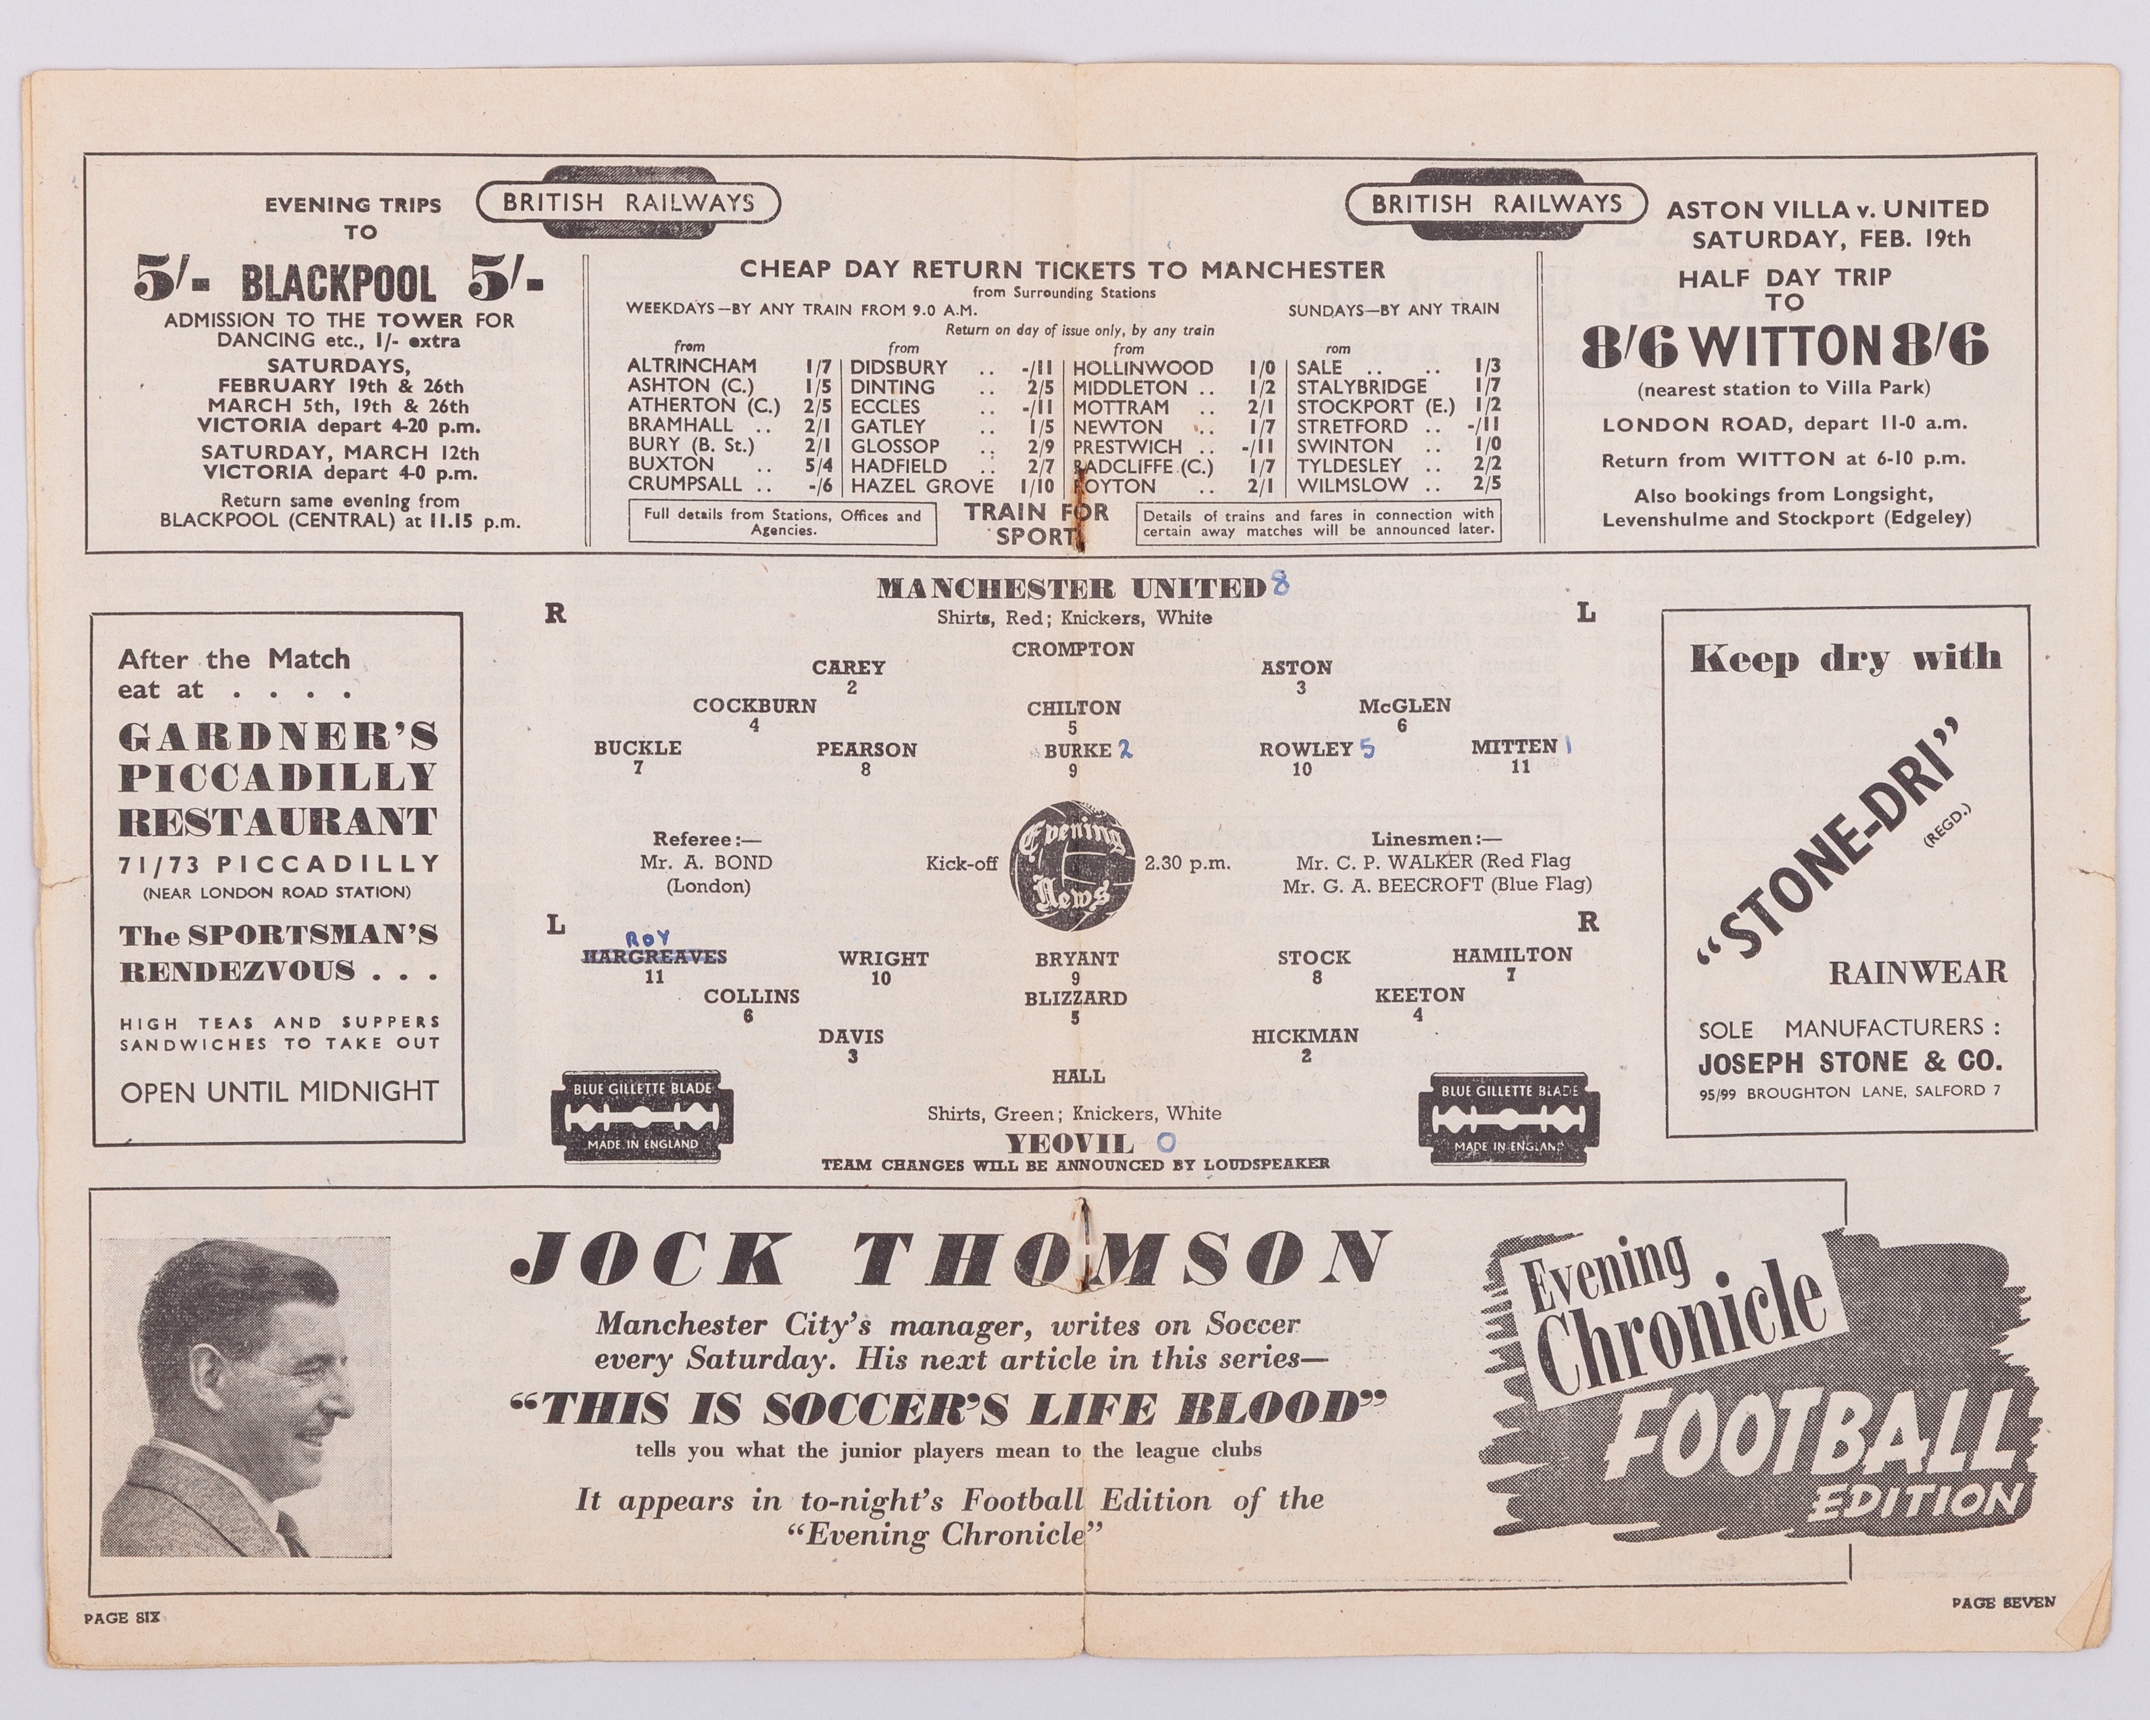 EVENING TRIPS
TO
5/- BLACKPOOL 5/-
ADMISSION TO THE TOWER FOR
DANCING etc., 1/- extra
SATURDAYS,
FEBRUARY 19th & 26th
MARCH 5th, 19th & 26th
VICTORIA depart 4-20 p.m.
SATURDAY, MARCH 12th
VICTORIA depart 4-0 p.m.
Return same evening from
BLACKPOOL (CENTRAL) at 11.15 p.m.
BRITISH RAILWAYS
BRITISH RAILWAYS
CHEAP DAY RETURN TICKETS TO MANCHESTER
from Surrounding Stations
WEEKDAYS—BY ANY TRAIN FROM 9.0 A.M. SUNDAYS—BY ANY TRAIN
Return on day of issue only, by any train
from from from rom
ALTRINCHAM 1/7 DIDSBURY .. -/11 HOLLINWOOD 1/0 SALE .. .. 1/3
ASHTON (C.) 1/5 DINTING .. 2/5 MIDDLETON .. 1/2 STALYBRIDGE 1/7
ATHERTON (C.) 2/5 ECCLES .. -/11 MOTTRAM .. 2/1 STOCKPORT (E.) 1/2
BRAMHALL .. 2/1 GATLEY .. 1/5 NEWTON .. 1/7 STRETFORD .. -/11
BURY (B. St.) 2/1 GLOSSOP .. 2/9 PRESTWICH .. -/11 SWINTON .. 1/0
BUXTON .. 5/4 HADFIELD .. 2/7 RADCLIFFE (C.) 1/7 TYLDESLEY .. 2/2
CRUMPSALL .. -/6 HAZEL GROVE 1/10 ROYTON .. 2/1 WILMSLOW .. 2/5
Full details from Stations, Offices and
Agencies.
TRAIN FOR
SPORT
Details of trains and fares in connection with
certain away matches will be announced later.
ASTON VILLA v. UNITED
SATURDAY, FEB. 19th
HALF DAY TRIP
TO
8/6 WITTON 8/6
(nearest station to Villa Park)
LONDON ROAD, depart 11-0 a.m.
Return from WITTON at 6-10 p.m.
Also bookings from Longsight,
Levenshulme and Stockport (Edgeley)
After the Match
eat at . . . .
GARDNER'S
PICCADILLY
RESTAURANT
71/73 PICCADILLY
(NEAR LONDON ROAD STATION)
The SPORTSMAN'S
RENDEZVOUS . . .
HIGH TEAS AND SUPPERS
SANDWICHES TO TAKE OUT
OPEN UNTIL MIDNIGHT
MANCHESTER UNITED 8
R L
Shirts, Red; Knickers, White
CROMPTON
CAREY ASTON
2 3
COCKBURN CHILTON McGLEN
4 5 6
BUCKLE PEARSON BURKE 2 ROWLEY 5 MITTEN 1
7 8 9 10 11
Referee:—
Mr. A. BOND
(London)
Kick-off Evening News 2.30 p.m.
Linesmen:—
Mr. C. P. WALKER (Red Flag
Mr. G. A. BEECROFT (Blue Flag)
L R
ROY
HARGREAVES WRIGHT BRYANT STOCK HAMILTON
11 10 9 8 7
COLLINS BLIZZARD KEETON
6 5 4
DAVIS HICKMAN
3 2
HALL
Shirts, Green; Knickers, White
YEOVIL 0
TEAM CHANGES WILL BE ANNOUNCED BY LOUDSPEAKER
BLUE GILLETTE BLADE
MADE IN ENGLAND
BLUE GILLETTE BLADE
MADE IN ENGLAND
Keep dry with
"STONE-DRI"
(REGD.)
RAINWEAR
SOLE MANUFACTURERS :
JOSEPH STONE & CO.
95/99 BROUGHTON LANE, SALFORD 7
JOCK THOMSON
Manchester City's manager, writes on Soccer
every Saturday. His next article in this series—
"THIS IS SOCCER'S LIFE BLOOD"
tells you what the junior players mean to the league clubs
It appears in to-night's Football Edition of the
"Evening Chronicle"
Evening
Chronicle
FOOTBALL
EDITION
PAGE SIX
PAGE SEVEN